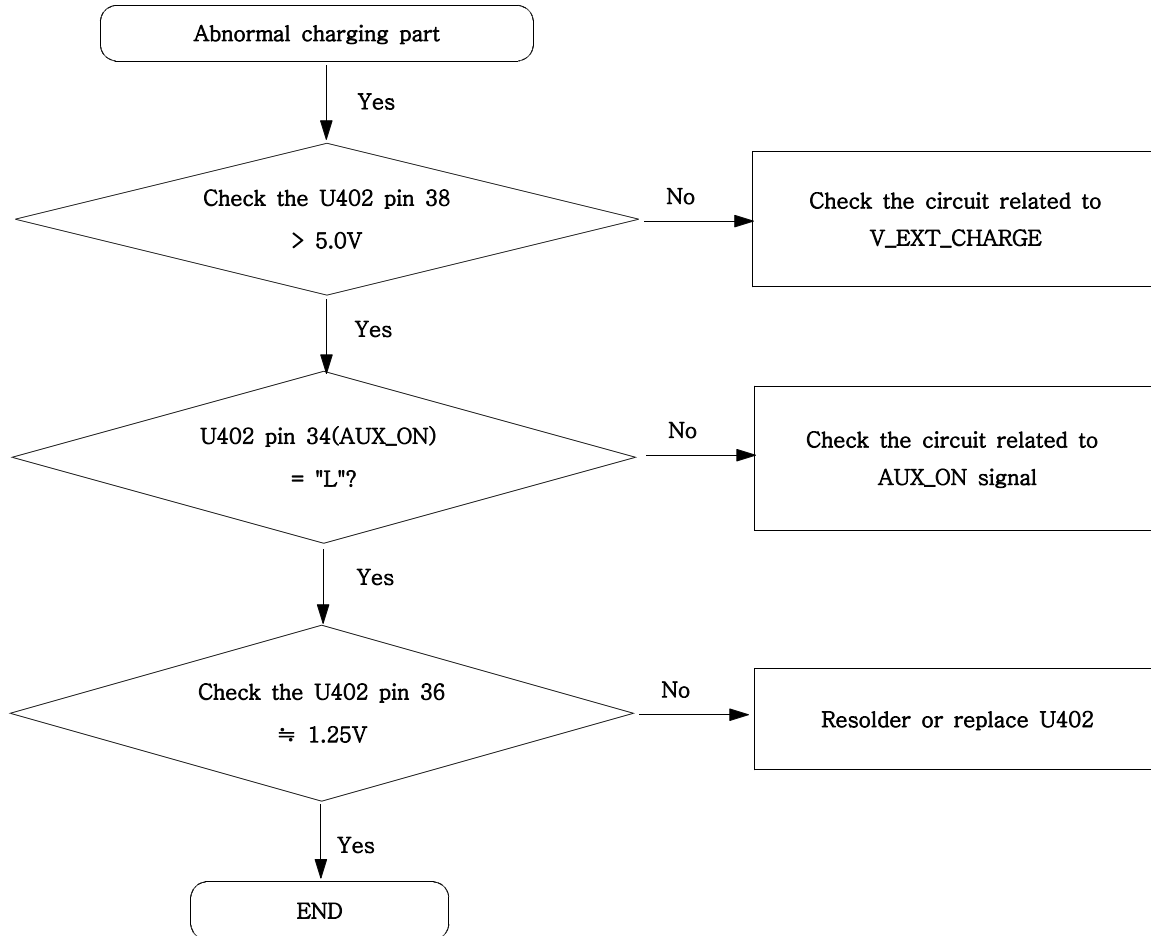 Abnormal charging part
Yes
Check the U402 pin 38
> 5.0V
No
Check the circuit related to
V_EXT_CHARGE
Yes
U402 pin 34(AUX_ON)
= "L"?
No
Check the circuit related to
AUX_ON signal
Yes
Check the U402 pin 36
≒ 1.25V
No
Resolder or replace U402
Yes
END